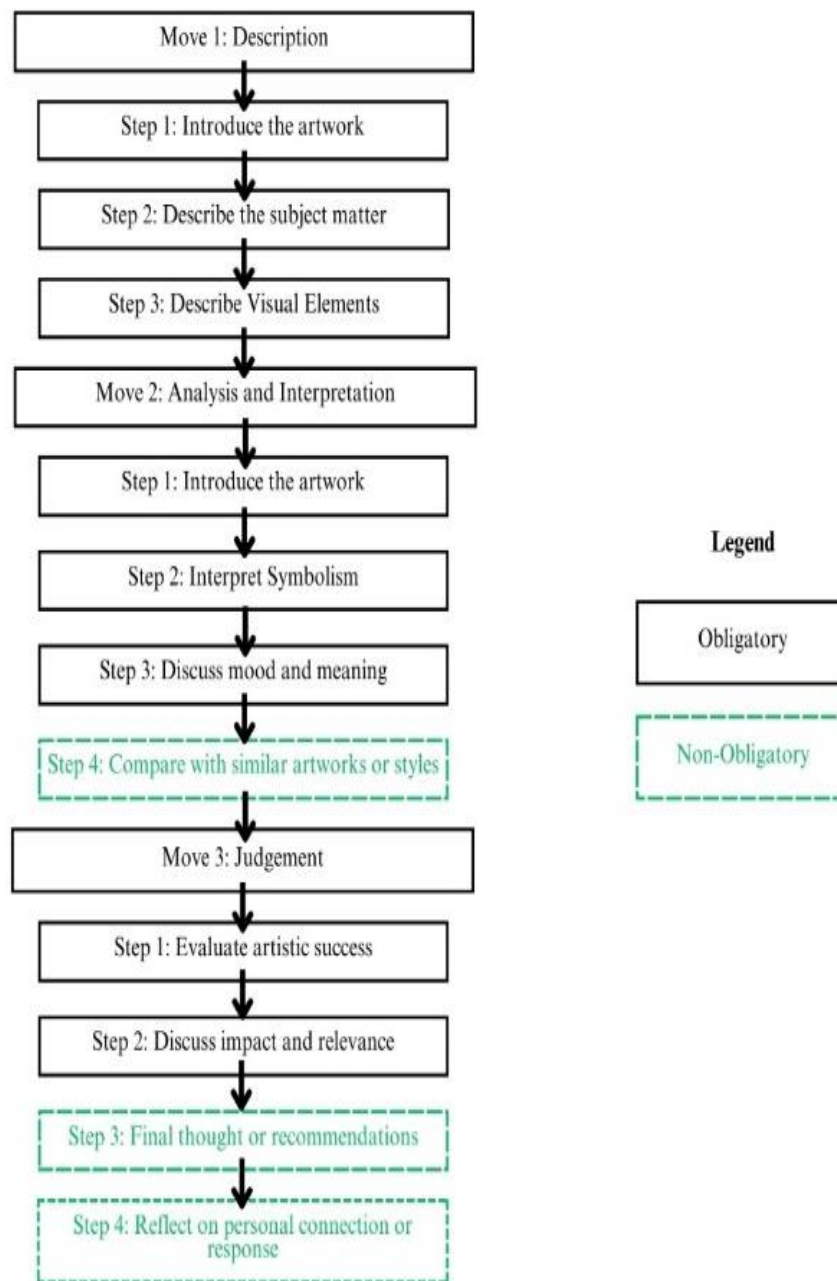 Move 1: Description
Step 1: Introduce the artwork
Step 2: Describe the subject matter
Step 3: Describe Visual Elements
Move 2: Analysis and Interpretation
Step 1: Introduce the artwork
Step 2: Interpret Symbolism
Step 3: Discuss mood and meaning
Step 4: Compare with similar artworks or styles
Move 3: Judgement
Step 1: Evaluate artistic success
Step 2: Discuss impact and relevance
Step 3: Final thought or recommendations
Step 4: Reflect on personal connection or
response
Legend
Obligatory
Non-Obligatory